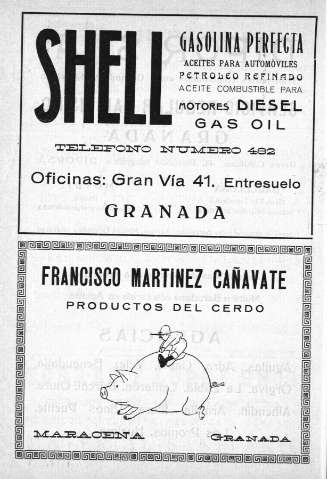 SHELL
GASOLINA PERFECTA
ACEITES PARA AUTOMÓVILES
PETROLEO REFINADO
ACEITE COMBUSTIBLE PARA
MOTORES DIESEL
GAS OIL
TELEFONO NUMERO 482
Oficinas: Gran Vía 41. Entresuelo
GRANADA
FRANCISCO MARTINEZ CAÑAVATE
PRODUCTOS DEL CERDO
MARACENA GRANADA